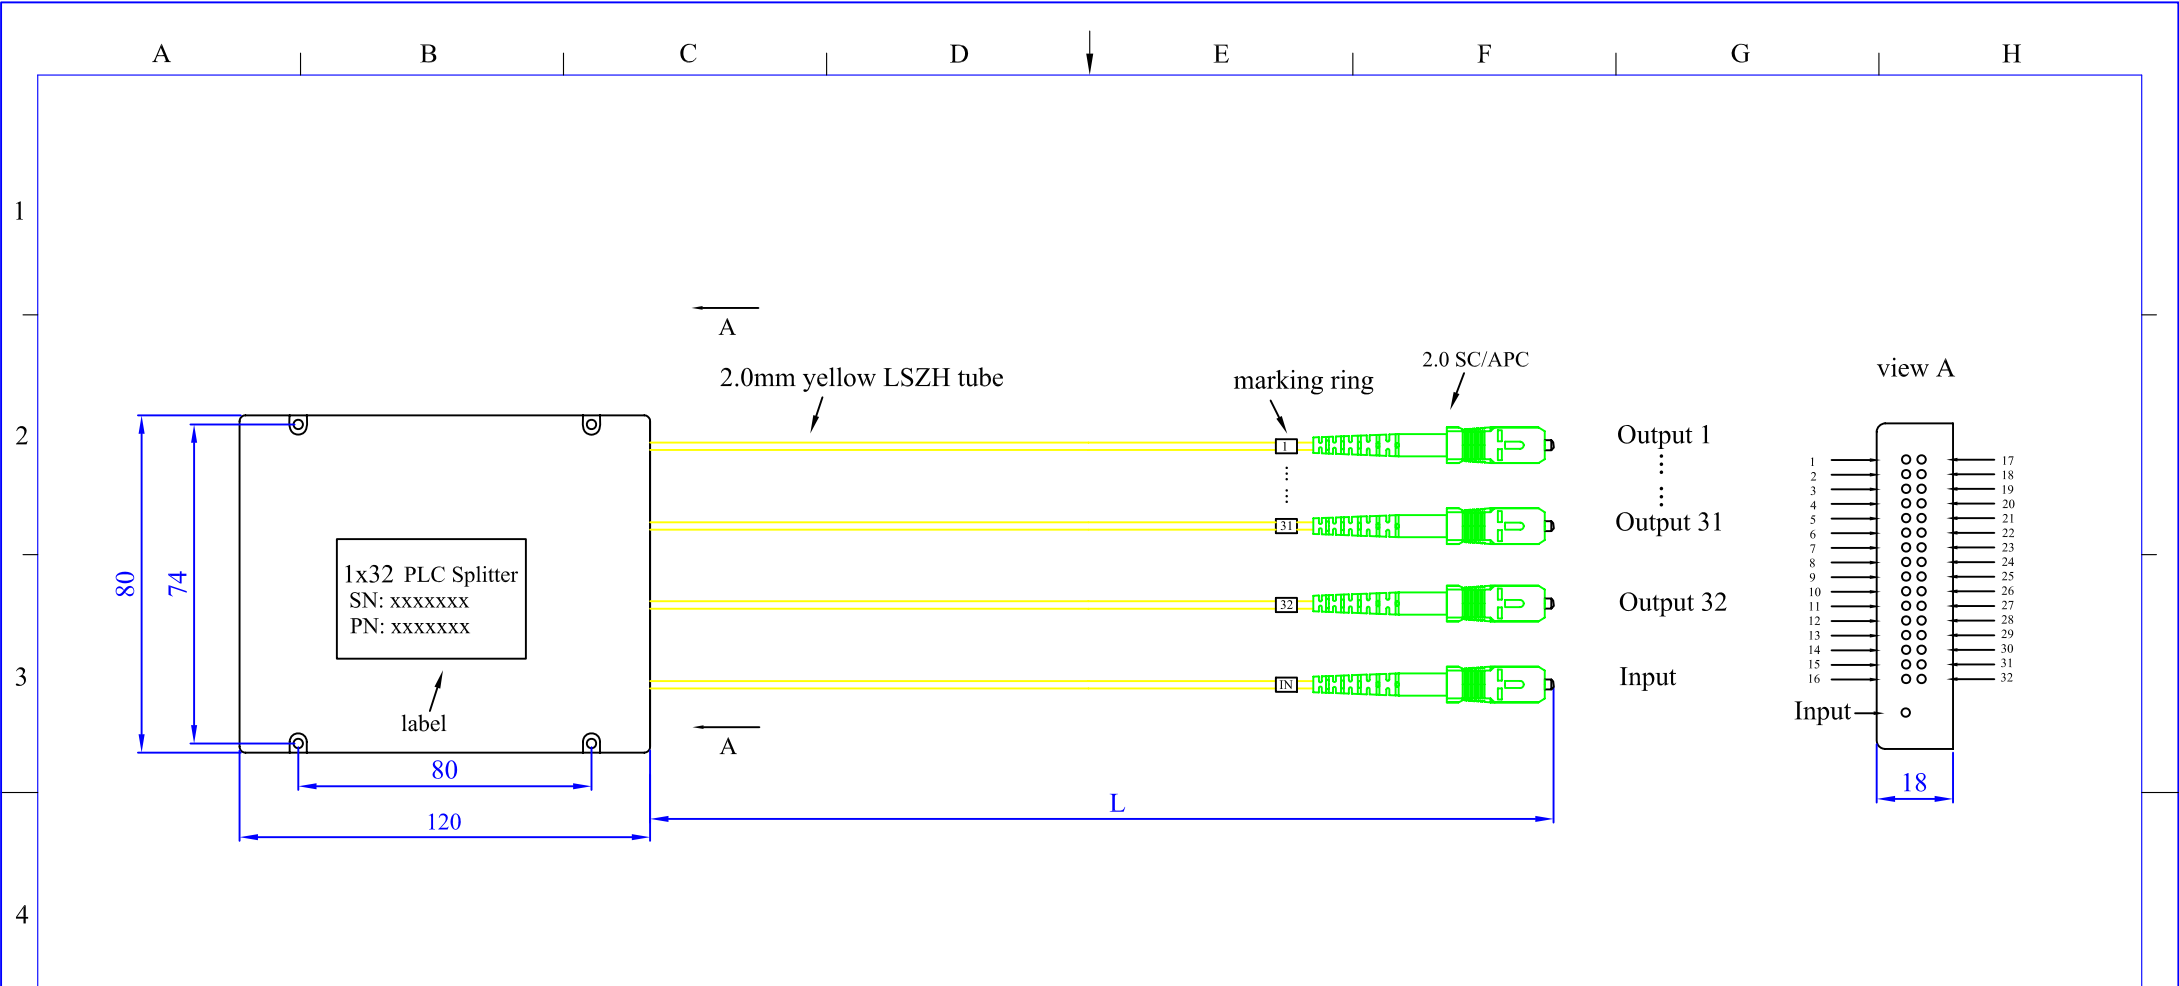 A B C D E F G H
1
A
2.0mm yellow LSZH tube
marking ring
2.0 SC/APC
view A
2
1
Output 1
31
Output 31
32
Output 32
IN
Input
80
74
1x32 PLC Splitter
SN: xxxxxxx
PN: xxxxxxx
label
3
A
80
120
L
1 17
2 18
3 19
4 20
5 21
6 22
7 23
8 24
9 25
10 26
11 27
12 28
13 29
14 30
15 31
16 32
Input
18
4